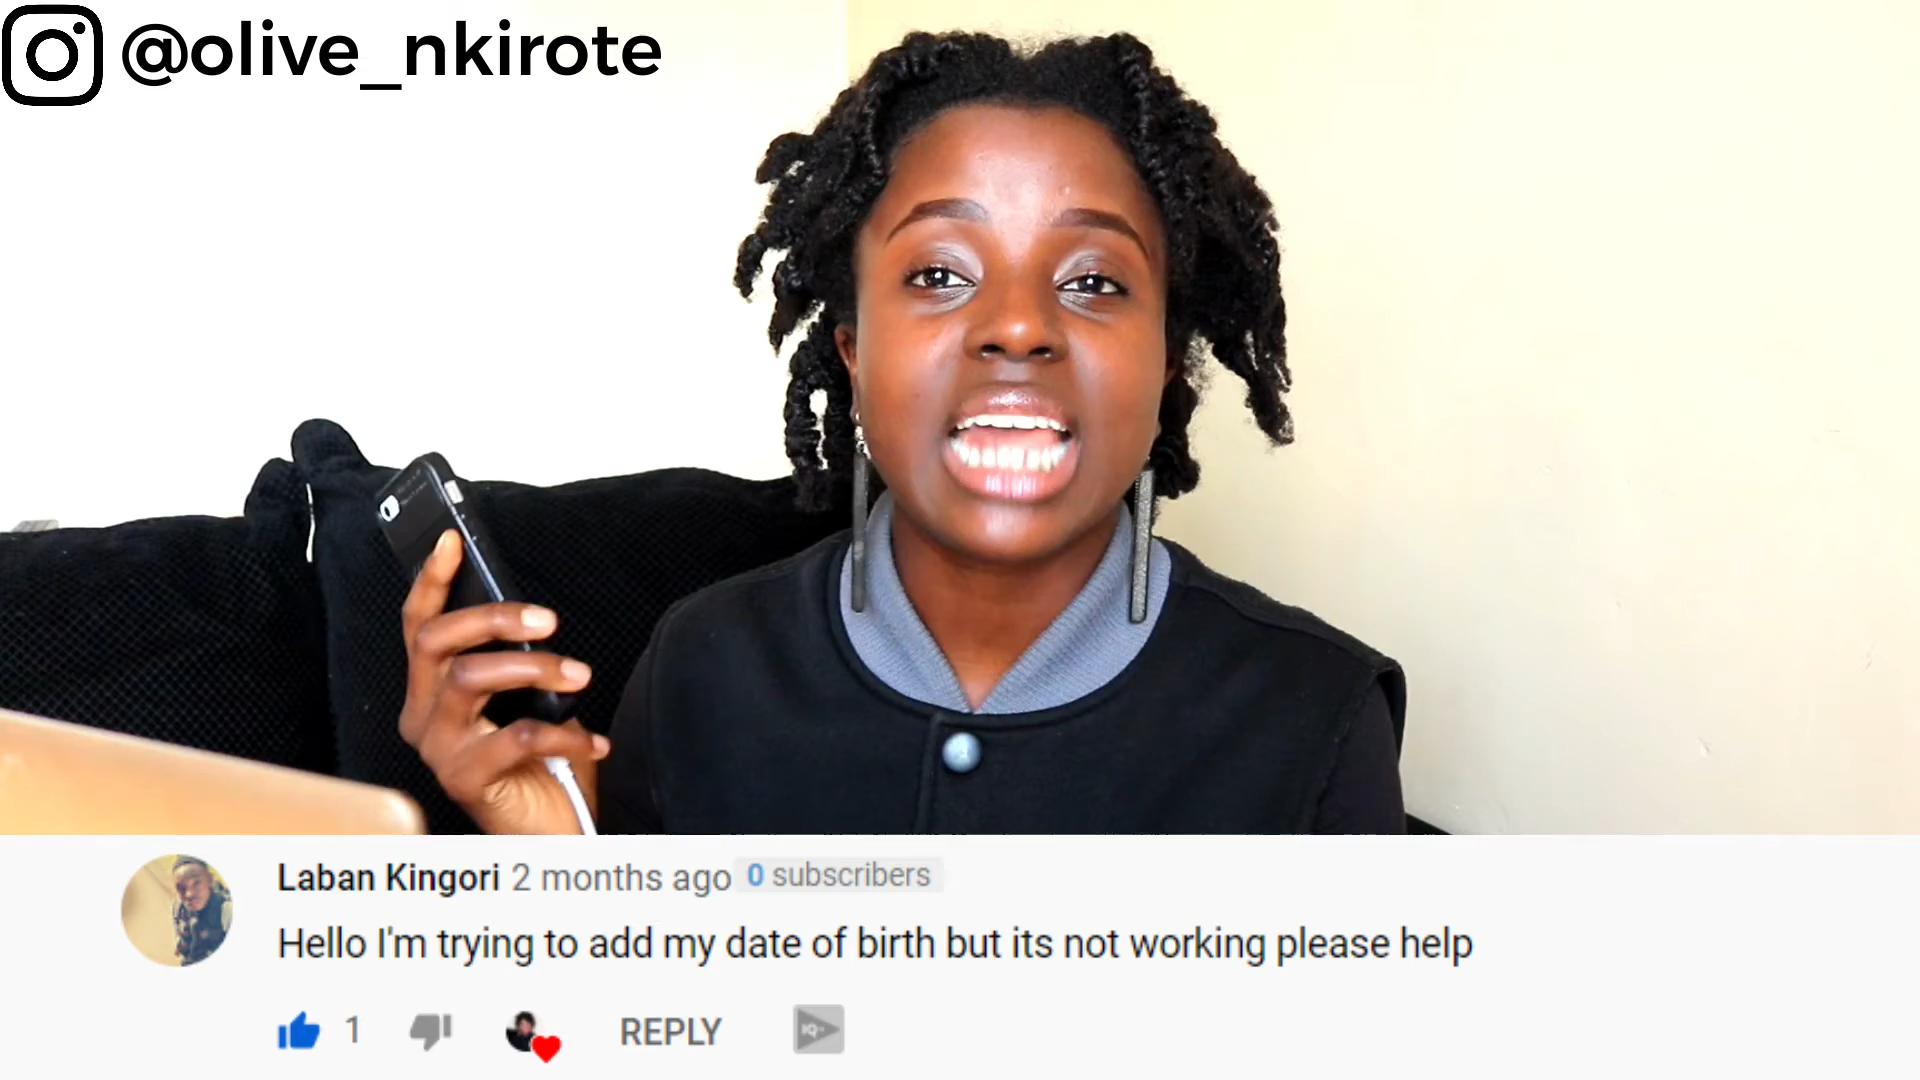 @olive_nkirote
Laban Kingori 2 months ago 0 subscribers
Hello I'm trying to add my date of birth but its not working please help
1 REPLY